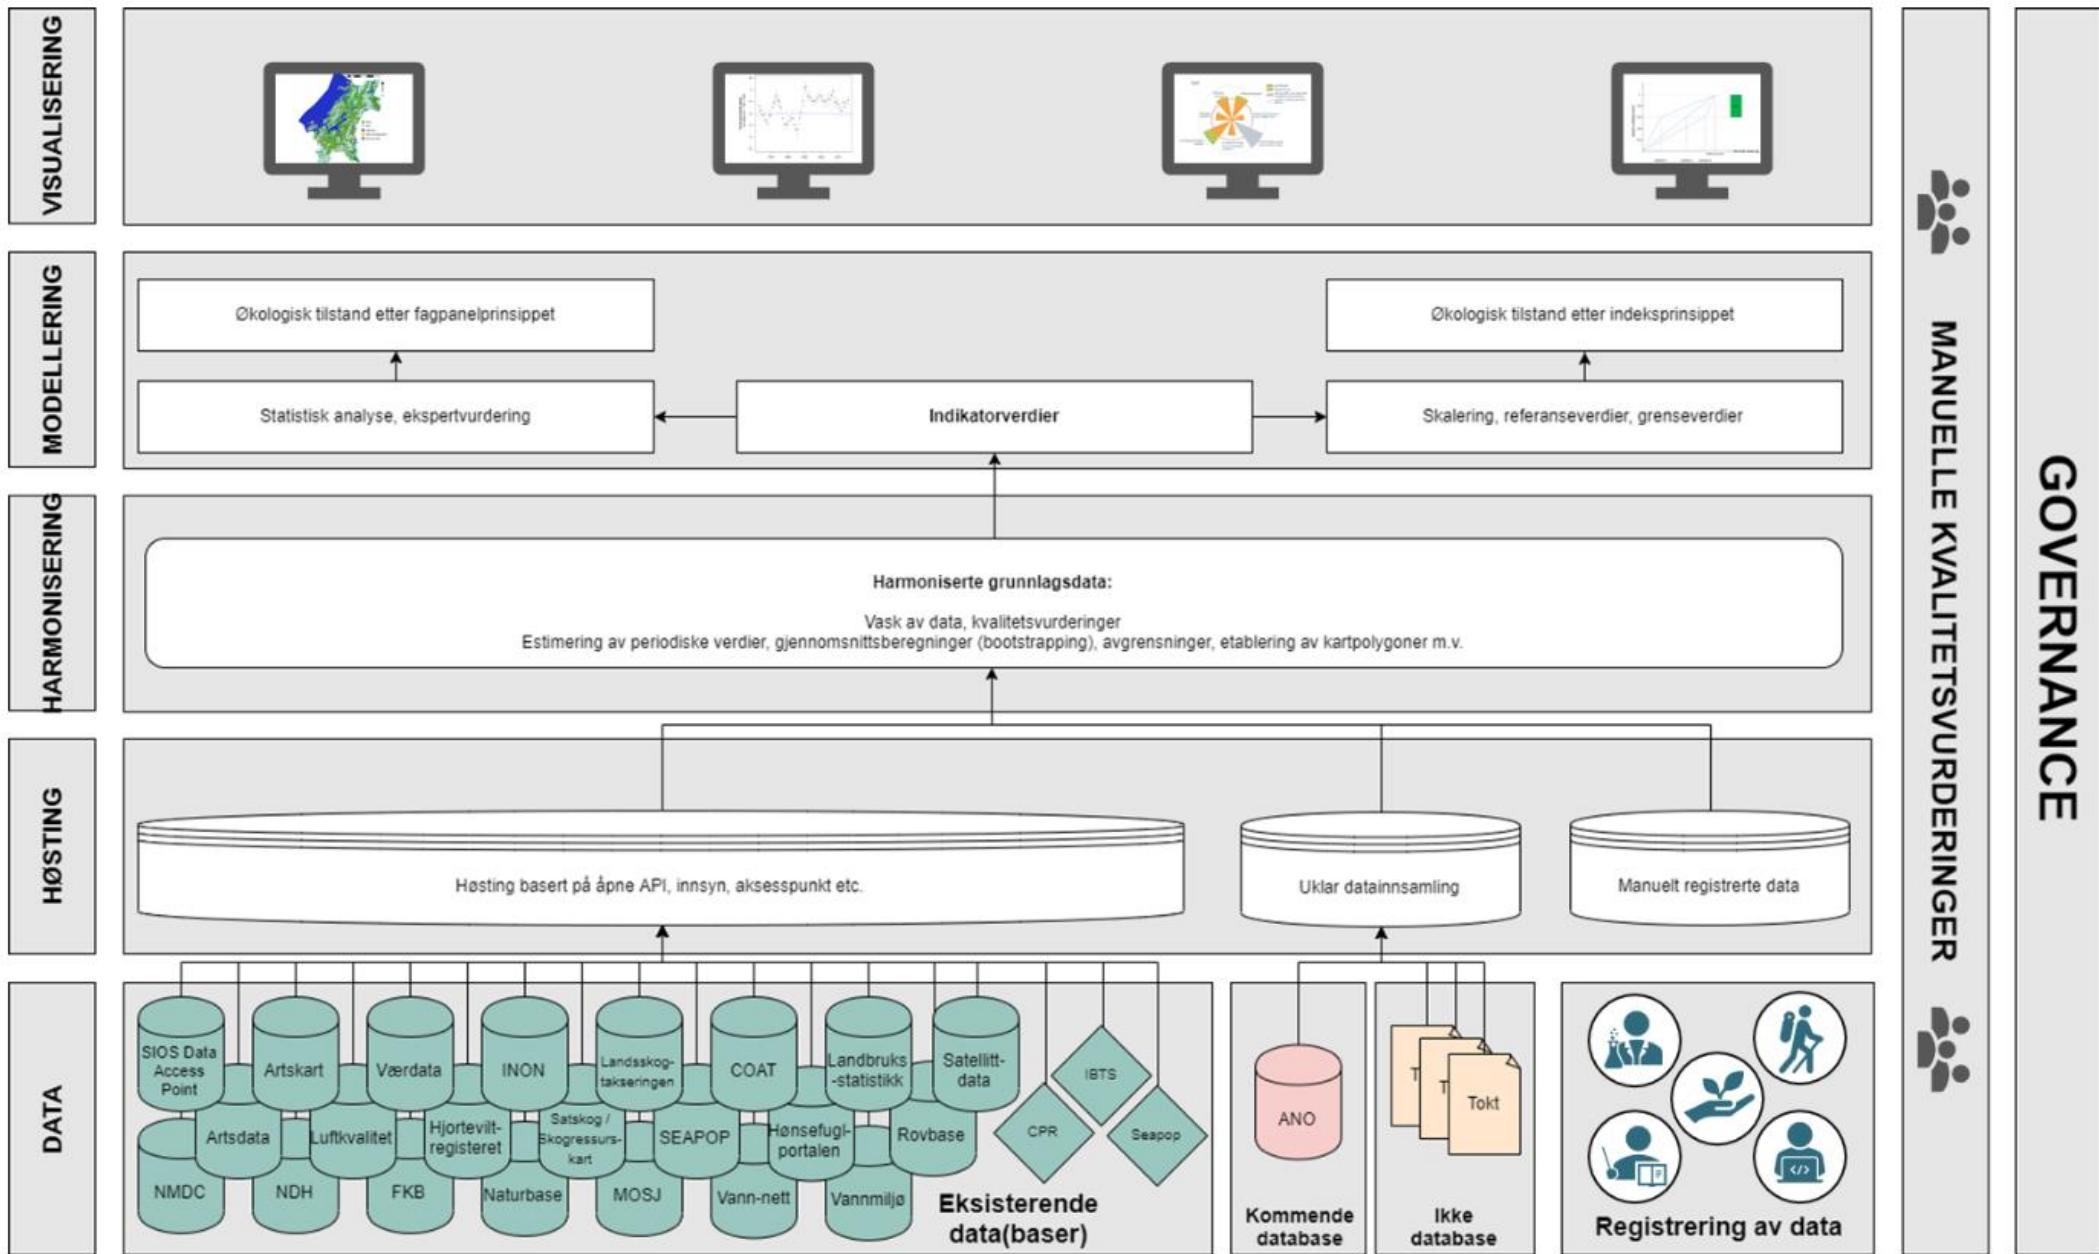 VISUALISERING
MODELLERING
Økologisk tilstand etter fagpanelprinsippet
Økologisk tilstand etter indeksprinsippet
Statistisk analyse, ekspertvurdering
Indikatorverdier
Skalering, referanseverdier, grenseverdier
HARMONISERING
Harmoniserte grunnlagsdata:
Vask av data, kvalitetsvurderinger
Estimering av periodiske verdier, gjennomsnittsberegninger (bootstrapping), avgrensninger, etablering av kartpolygoner m.v.
HØSTING
Høsting basert på åpne API, innsyn, aksesspunkt etc.
Uklar datainnsamling
Manuelt registrerte data
DATA
SIOS Data
Access
Point
Artskart
Værdata
INON
Landsskog-
takseringen
COAT
Landbruks
-statistikk
Satellitt-
data
Artsdata
Luftkvalitet
Hjortevilt-
registeret
Satskog /
Skogressurs-
kart
SEAPOP
Hønsefugl-
portalen
Rovbase
NMDC
NDH
FKB
Naturbase
MOSJ
Vann-nett
Vannmiljø
CPR
IBTS
Seapop
Eksisterende
data(baser)
ANO
Kommende
database
T
T
Tokt
Ikke
database
Registrering av data
MANUELLE KVALITETSVURDERINGER
GOVERNANCE